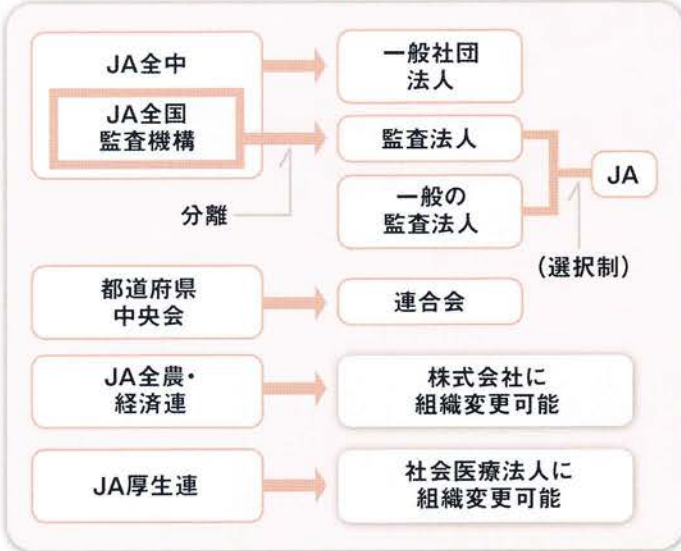 JA全中
一般社団
法人
JA全国
監査機構
監査法人
JA
分離
一般の
監査法人
(選択制)
都道府県
中央会
連合会
JA全農・
経済連
株式会社に
組織変更可能
JA厚生連
社会医療法人に
組織変更可能